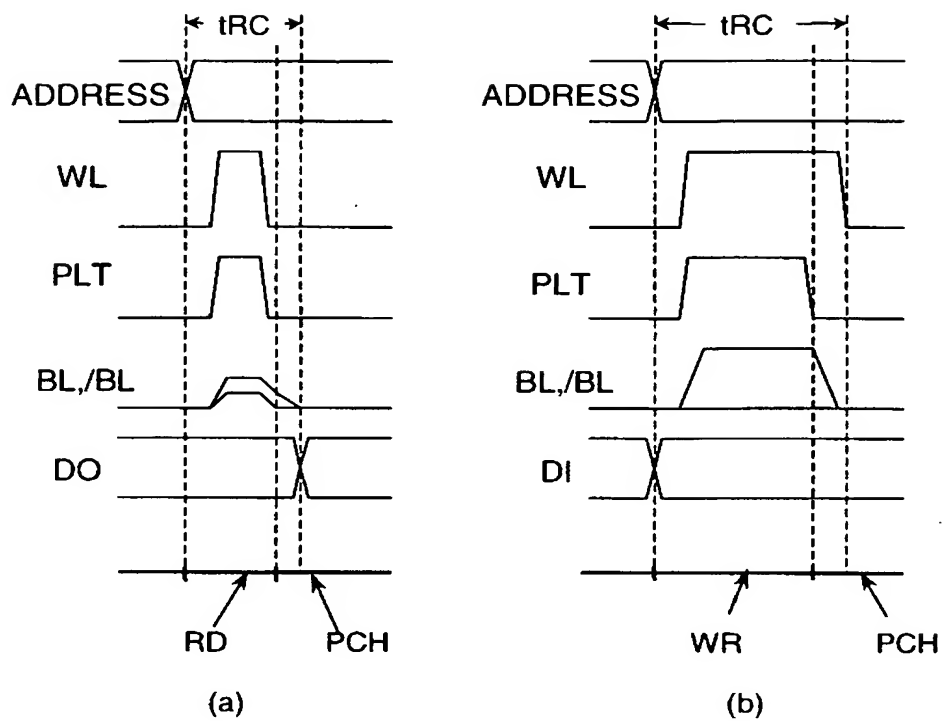 tRC
ADDRESS
WL
PLT
BL,/BL
DO
RD
PCH
(a)
tRC
ADDRESS
WL
PLT
BL,/BL
DI
WR
PCH
(b)